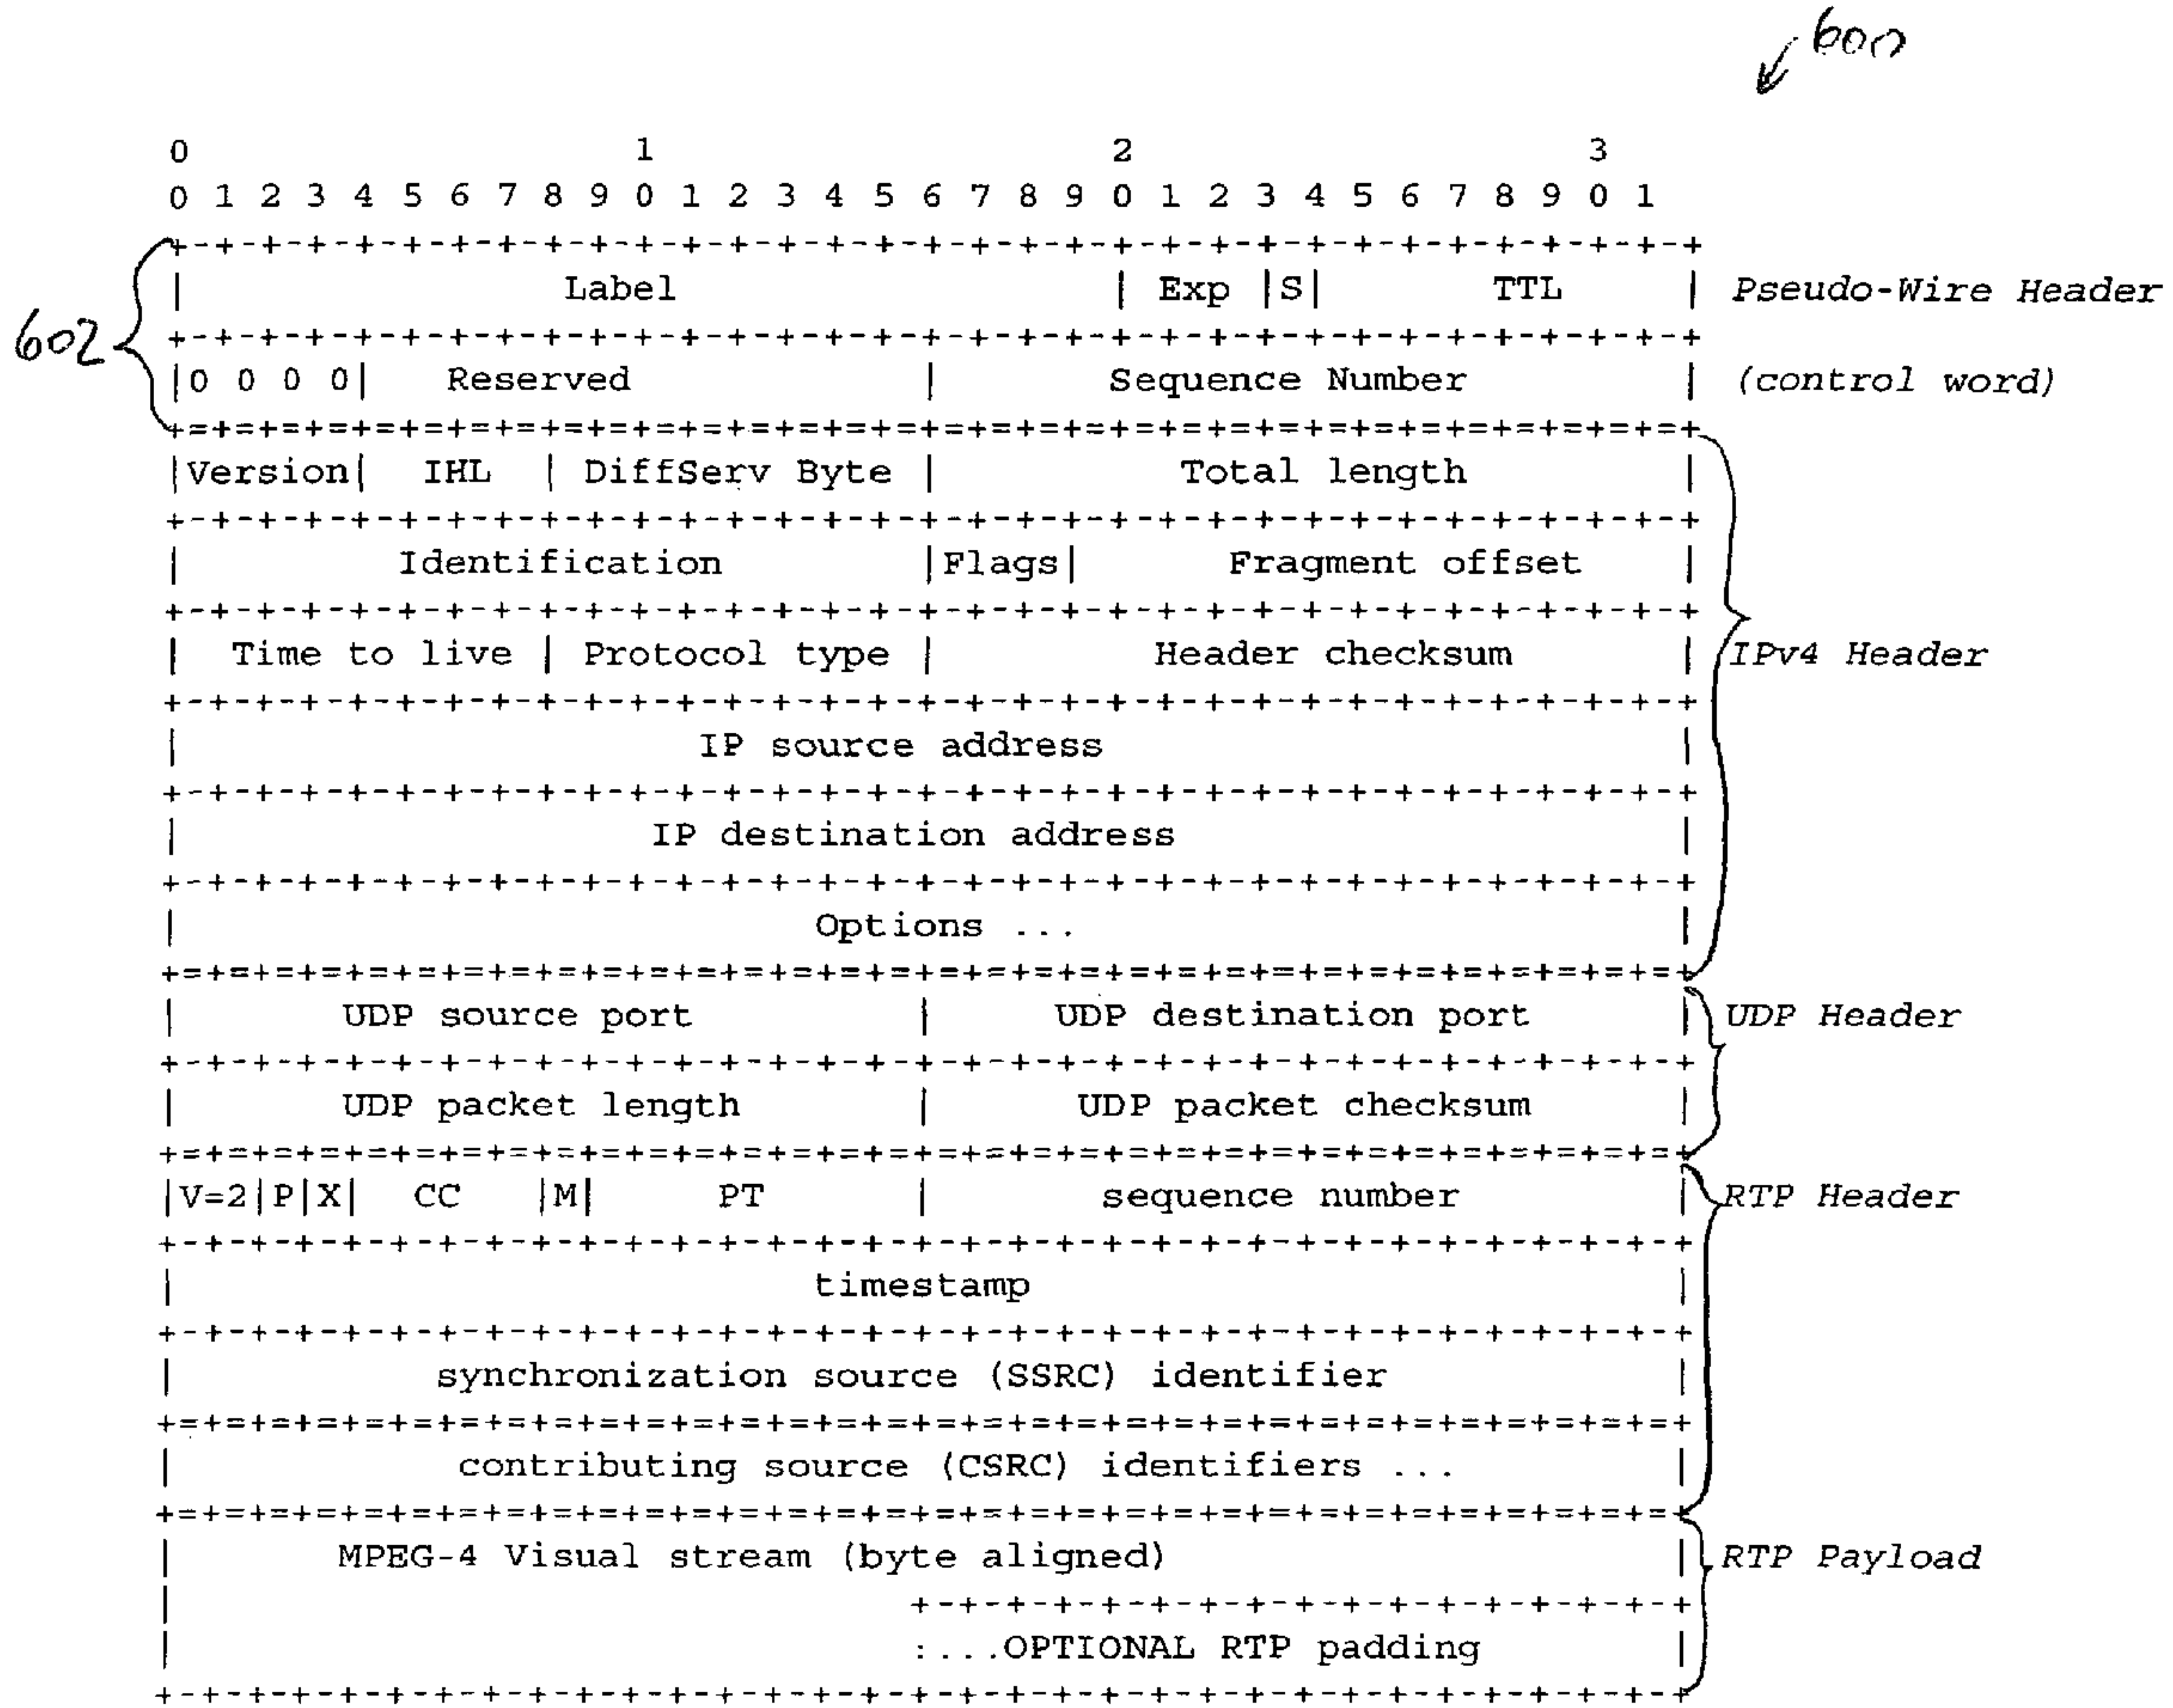 600
0 1 2 3
0 1 2 3 4 5 6 7 8 9 0 1 2 3 4 5 6 7 8 9 0 1 2 3 4 5 6 7 8 9 0 1
+-+-+-+-+-+-+-+-+-+-+-+-+-+-+-+-+-+-+-+-+-+-+-+-+-+-+-+-+-+-+-+-+
| Label | Exp |S| TTL | Pseudo-Wire Header
602
+-+-+-+-+-+-+-+-+-+-+-+-+-+-+-+-+-+-+-+-+-+-+-+-+-+-+-+-+-+-+-+-+
|0 0 0 0| Reserved | Sequence Number | (control word)
+=+=+=+=+=+=+=+=+=+=+=+=+=+=+=+=+=+=+=+=+=+=+=+=+=+=+=+=+=+=+=+=+
|Version| IHL | DiffServ Byte | Total length |
+-+-+-+-+-+-+-+-+-+-+-+-+-+-+-+-+-+-+-+-+-+-+-+-+-+-+-+-+-+-+-+-+
| Identification |Flags| Fragment offset |
+-+-+-+-+-+-+-+-+-+-+-+-+-+-+-+-+-+-+-+-+-+-+-+-+-+-+-+-+-+-+-+-+
| Time to live | Protocol type | Header checksum | IPv4 Header
+-+-+-+-+-+-+-+-+-+-+-+-+-+-+-+-+-+-+-+-+-+-+-+-+-+-+-+-+-+-+-+-+
| IP source address |
+-+-+-+-+-+-+-+-+-+-+-+-+-+-+-+-+-+-+-+-+-+-+-+-+-+-+-+-+-+-+-+-+
| IP destination address |
+-+-+-+-+-+-+-+-+-+-+-+-+-+-+-+-+-+-+-+-+-+-+-+-+-+-+-+-+-+-+-+-+
| Options ... |
+=+=+=+=+=+=+=+=+=+=+=+=+=+=+=+=+=+=+=+=+=+=+=+=+=+=+=+=+=+=+=+=+
| UDP source port | UDP destination port | UDP Header
+-+-+-+-+-+-+-+-+-+-+-+-+-+-+-+-+-+-+-+-+-+-+-+-+-+-+-+-+-+-+-+-+
| UDP packet length | UDP packet checksum |
+=+=+=+=+=+=+=+=+=+=+=+=+=+=+=+=+=+=+=+=+=+=+=+=+=+=+=+=+=+=+=+=+
|V=2|P|X| CC |M| PT | sequence number | RTP Header
+-+-+-+-+-+-+-+-+-+-+-+-+-+-+-+-+-+-+-+-+-+-+-+-+-+-+-+-+-+-+-+-+
| timestamp |
+-+-+-+-+-+-+-+-+-+-+-+-+-+-+-+-+-+-+-+-+-+-+-+-+-+-+-+-+-+-+-+-+
| synchronization source (SSRC) identifier |
+=+=+=+=+=+=+=+=+=+=+=+=+=+=+=+=+=+=+=+=+=+=+=+=+=+=+=+=+=+=+=+=+
| contributing source (CSRC) identifiers ... |
+=+=+=+=+=+=+=+=+=+=+=+=+=+=+=+=+=+=+=+=+=+=+=+=+=+=+=+=+=+=+=+=+
| MPEG-4 Visual stream (byte aligned) | RTP Payload
| +-+-+-+-+-+-+-+-+-+-+-+-+-+-+-+-+
| :...OPTIONAL RTP padding |
+-+-+-+-+-+-+-+-+-+-+-+-+-+-+-+-+-+-+-+-+-+-+-+-+-+-+-+-+-+-+-+-+